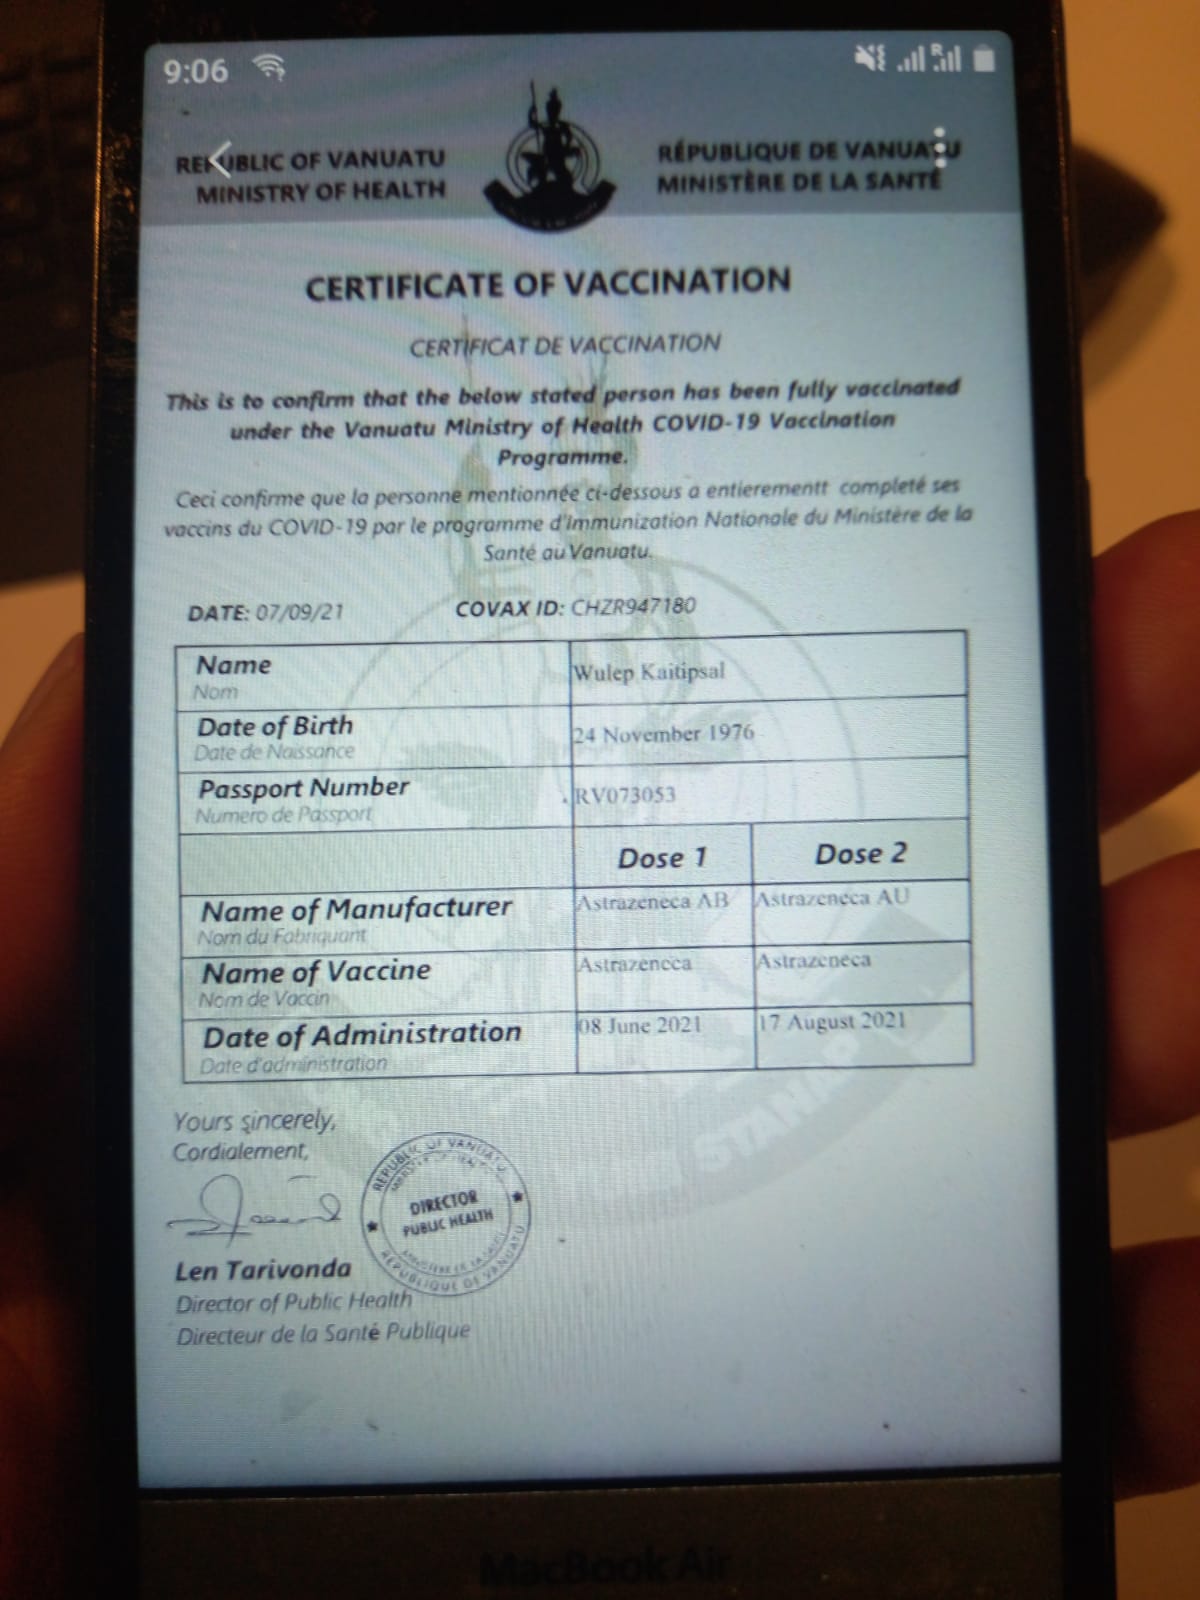 9:06
REPUBLIC OF VANUATU
MINISTRY OF HEALTH
RÉPUBLIQUE DE VANUATU
MINISTÈRE DE LA SANTÉ
CERTIFICATE OF VACCINATION
CERTIFICAT DE VACCINATION
This is to confirm that the below stated person has been fully vaccinated
under the Vanuatu Ministry of Health COVID-19 Vaccination
Programme.
Ceci confirme que la personne mentionnée ci-dessous a entierementt completé ses
vaccins du COVID-19 par le programme d'Immunization Nationale du Ministère de la
Santé au Vanuatu.
DATE: 07/09/21 COVAX ID: CHZR947180
Name Wulep Kaitipsal
Nom
Date of Birth 24 November 1976
Date de Naissance
Passport Number RV073053
Numero de Passport
Dose 1 Dose 2
Name of Manufacturer Astrazeneca AB Astrazeneca AU
Nom du Fabriquant
Name of Vaccine Astrazeneca Astrazeneca
Nom de Vaccin
Date of Administration 08 June 2021 17 August 2021
Date d'administration
STAMP
Yours sincerely,
Cordialement,
REPUBLIC OF VANUATU
DIRECTOR
PUBLIC HEALTH
MINISTERE DE LA SANTE
REPUBLIQUE DE VANUATU
Len Tarivonda
Director of Public Health
Directeur de la Santé Publique
MacBook Air